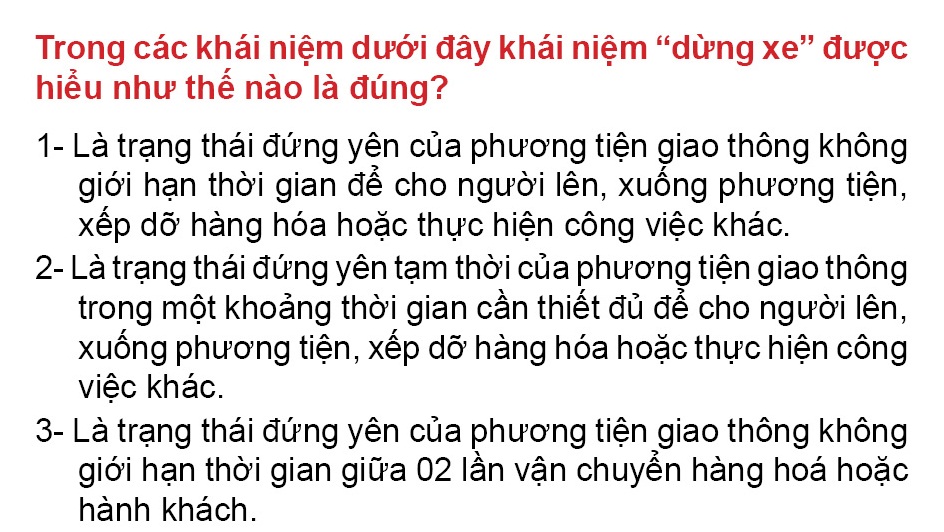 Trong các khái niệm dưới đây khái niệm “dừng xe” được
hiểu như thế nào là đúng?
1- Là trạng thái đứng yên của phương tiện giao thông không
giới hạn thời gian để cho người lên, xuống phương tiện,
xếp dỡ hàng hóa hoặc thực hiện công việc khác.
2- Là trạng thái đứng yên tạm thời của phương tiện giao thông
trong một khoảng thời gian cần thiết đủ để cho người lên,
xuống phương tiện, xếp dỡ hàng hóa hoặc thực hiện công
việc khác.
3- Là trạng thái đứng yên của phương tiện giao thông không
giới hạn thời gian giữa 02 lần vận chuyển hàng hoá hoặc
hành khách.